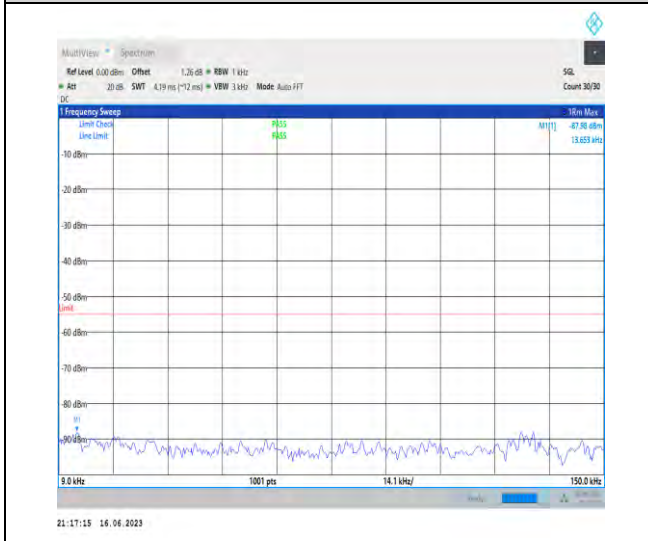 MultiView Spectrum
Ref Level 0.00 dBm Offset 1.26 dB RBW 1 kHz SGL
Att 20 dB SWT 4.19 ms (~12 ms) VBW 3 kHz Mode Auto FFT Count 30/30
DC
1 Frequency Sweep 1Rm Max
Limit Check PASS M1[1] -87.98 dBm
Line Limit PASS 13.653 kHz
-10 dBm
-20 dBm
-30 dBm
-40 dBm
-50 dBm
Limit
-60 dBm
-70 dBm
-80 dBm
M1
-90 dBm
9.0 kHz 1001 pts 14.1 kHz/ 150.0 kHz
21:17:15 16.06.2023